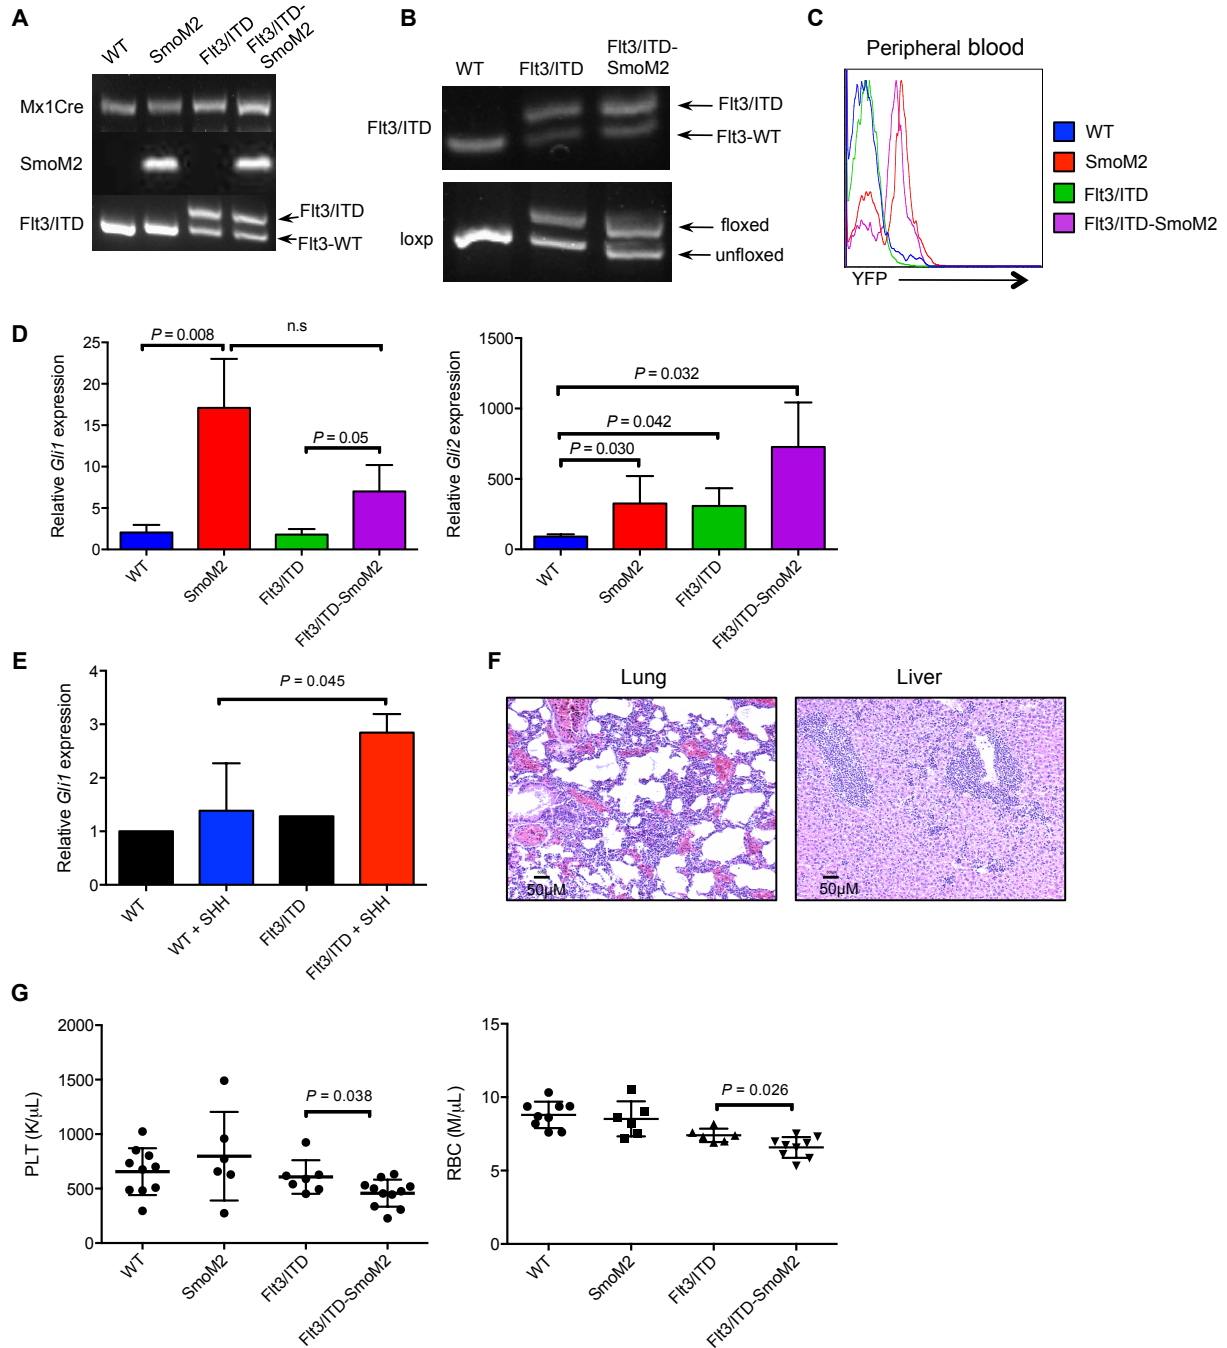 A
WT
SmoM2
Flt3/ITD
Flt3/ITD-
SmoM2
Mx1Cre
SmoM2
Flt3/ITD
Flt3/ITD
Flt3-WT
B
WT
Flt3/ITD
Flt3/ITD-
SmoM2
Flt3/ITD
Flt3/ITD
Flt3-WT
loxp
floxed
unfloxed
C
Peripheral blood
YFP
WT
SmoM2
Flt3/ITD
Flt3/ITD-SmoM2
D
Relative Gli1 expression
25
20
15
10
5
0
P = 0.008
n.s
P = 0.05
WT
SmoM2
Flt3/ITD
Flt3/ITD-SmoM2
Relative Gli2 expression
1500
1000
500
0
P = 0.032
P = 0.042
P = 0.030
WT
SmoM2
Flt3/ITD
Flt3/ITD-SmoM2
E
Relative Gli1 expression
4
3
2
1
0
P = 0.045
WT
WT + SHH
Flt3/ITD
Flt3/ITD + SHH
F
Lung
50µM
Liver
50µM
G
PLT (K/µL)
2000
1500
1000
500
0
P = 0.038
WT
SmoM2
Flt3/ITD
Flt3/ITD-SmoM2
RBC (M/µL)
15
10
5
0
P = 0.026
WT
SmoM2
Flt3/ITD
Flt3/ITD-SmoM2